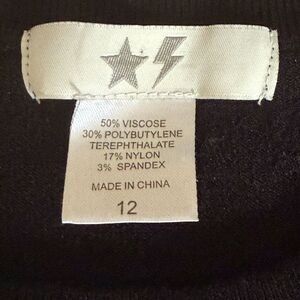 50% VISCOSE
30% POLYBUTYLENE
TEREPHTHALATE
17% NYLON
3% SPANDEX
MADE IN CHINA
12